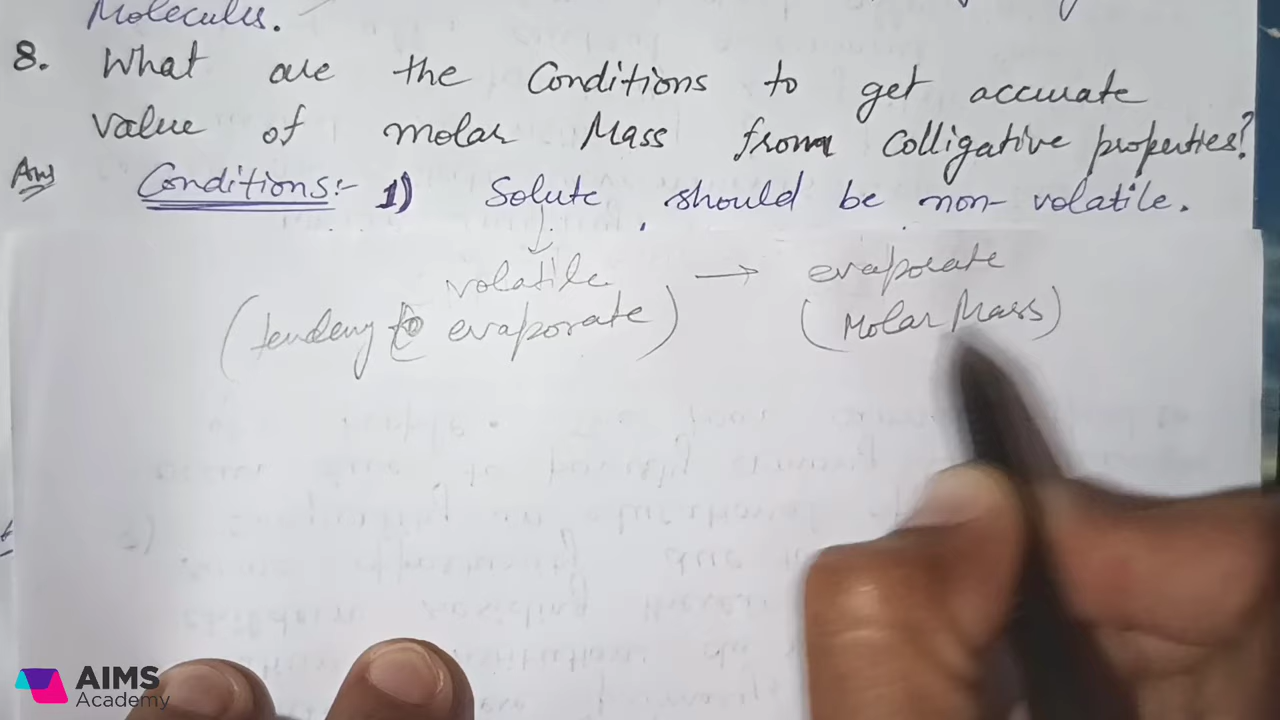 Molecules.
8. What are the Conditions to get accurate
value of molar Mass from Colligative properties?
Ans Conditions:- 1) Solute should be non-volatile.
volatile → evaporate
(tendeny to evaporate) (Molar Mass)
AIMS
Academy